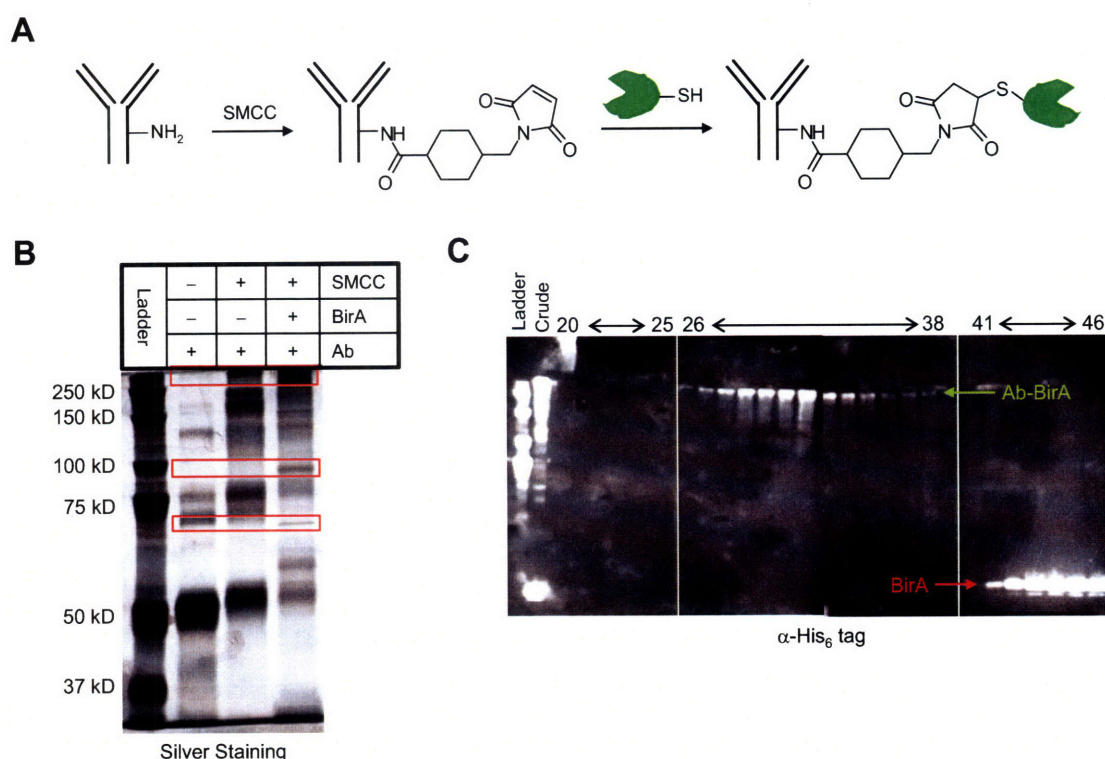 A
NH2
SMCC
NH
O
O
N
O
SH
NH
O
O
N
O
S
B
Ladder
– + + SMCC
– – + BirA
+ + + Ab
250 kD
150 kD
100 kD
75 kD
50 kD
37 kD
Silver Staining
C
Ladder
Crude
20 25 26 38 41 46
Ab-BirA
BirA
α-His6 tag